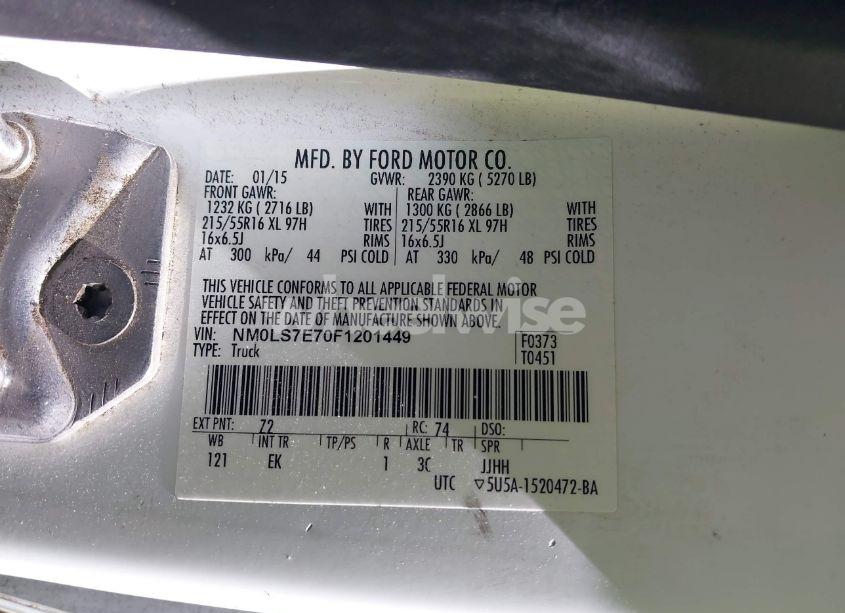 MFD. BY FORD MOTOR CO.
DATE: 01/15 GVWR: 2390 KG ( 5270 LB)
FRONT GAWR: REAR GAWR:
1232 KG ( 2716 LB) WITH 1300 KG ( 2866 LB) WITH
215/55R16 XL 97H TIRES 215/55R16 XL 97H TIRES
16x6.5J RIMS 16x6.5J RIMS
AT 300 kPa/ 44 PSI COLD AT 330 kPa/ 48 PSI COLD
THIS VEHICLE CONFORMS TO ALL APPLICABLE FEDERAL MOTOR
VEHICLE SAFETY AND THEFT PREVENTION STANDARDS IN
EFFECT ON THE DATE OF MANUFACTURE SHOWN ABOVE.
VIN: NM0LS7E70F1201449 F0373
TYPE: Truck T0451
EXT PNT: 72 RC: 74 DSO:
WB INT TR TP/PS R AXLE TR SPR
121 EK 1 3C JJHH
UTC ▽5U5A-1520472-BA